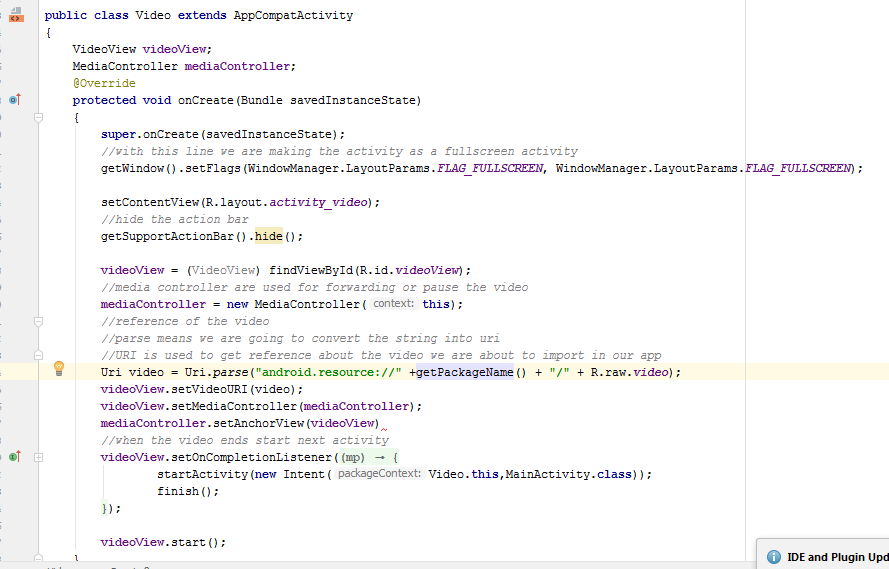 public class Video extends AppCompatActivity
{
VideoView videoView;
MediaController mediaController;
@Override
protected void onCreate(Bundle savedInstanceState)
{
super.onCreate(savedInstanceState);
//with this line we are making the activity as a fullscreen activity
getWindow().setFlags(WindowManager.LayoutParams.FLAG_FULLSCREEN, WindowManager.LayoutParams.FLAG_FULLSCREEN);
setContentView(R.layout.activity_video);
//hide the action bar
getSupportActionBar().hide();
videoView = (VideoView) findViewById(R.id.videoView);
//media controller are used for forwarding or pause the video
mediaController = new MediaController( context: this);
//reference of the video
//parse means we are going to convert the string into uri
//URI is used to get reference about the video we are about to import in our app
Uri video = Uri.parse("android.resource://" +getPackageName() + "/" + R.raw.video);
videoView.setVideoURI(video);
videoView.setMediaController(mediaController);
mediaController.setAnchorView(videoView)
//when the video ends start next activity
videoView.setOnCompletionListener((mp) → {
startActivity(new Intent( packageContext: Video.this,MainActivity.class));
finish();
});
videoView.start();
}
IDE and Plugin Upd